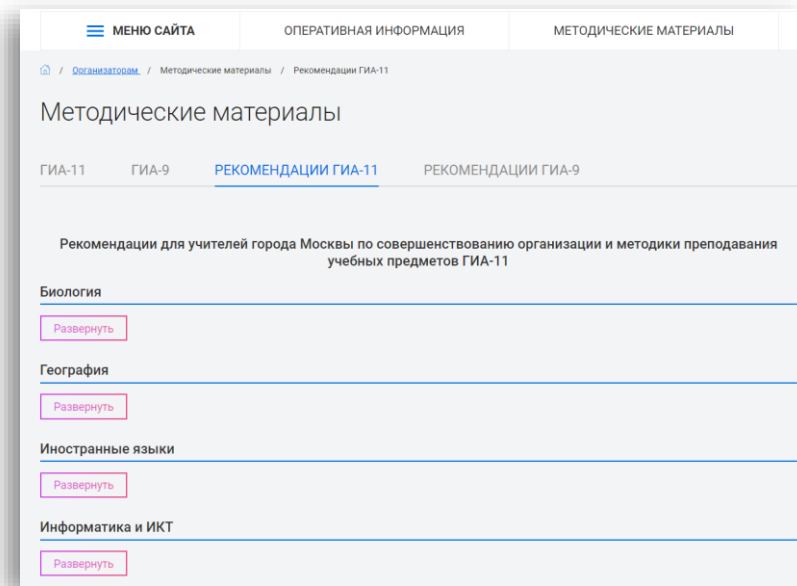 МЕНЮ САЙТА ОПЕРАТИВНАЯ ИНФОРМАЦИЯ МЕТОДИЧЕСКИЕ МАТЕРИАЛЫ
/ Организаторам / Методические материалы / Рекомендации ГИА-11
Методические материалы
ГИА-11 ГИА-9 РЕКОМЕНДАЦИИ ГИА-11 РЕКОМЕНДАЦИИ ГИА-9
Рекомендации для учителей города Москвы по совершенствованию организации и методики преподавания
учебных предметов ГИА-11
Биология
Развернуть
География
Развернуть
Иностранные языки
Развернуть
Информатика и ИКТ
Развернуть